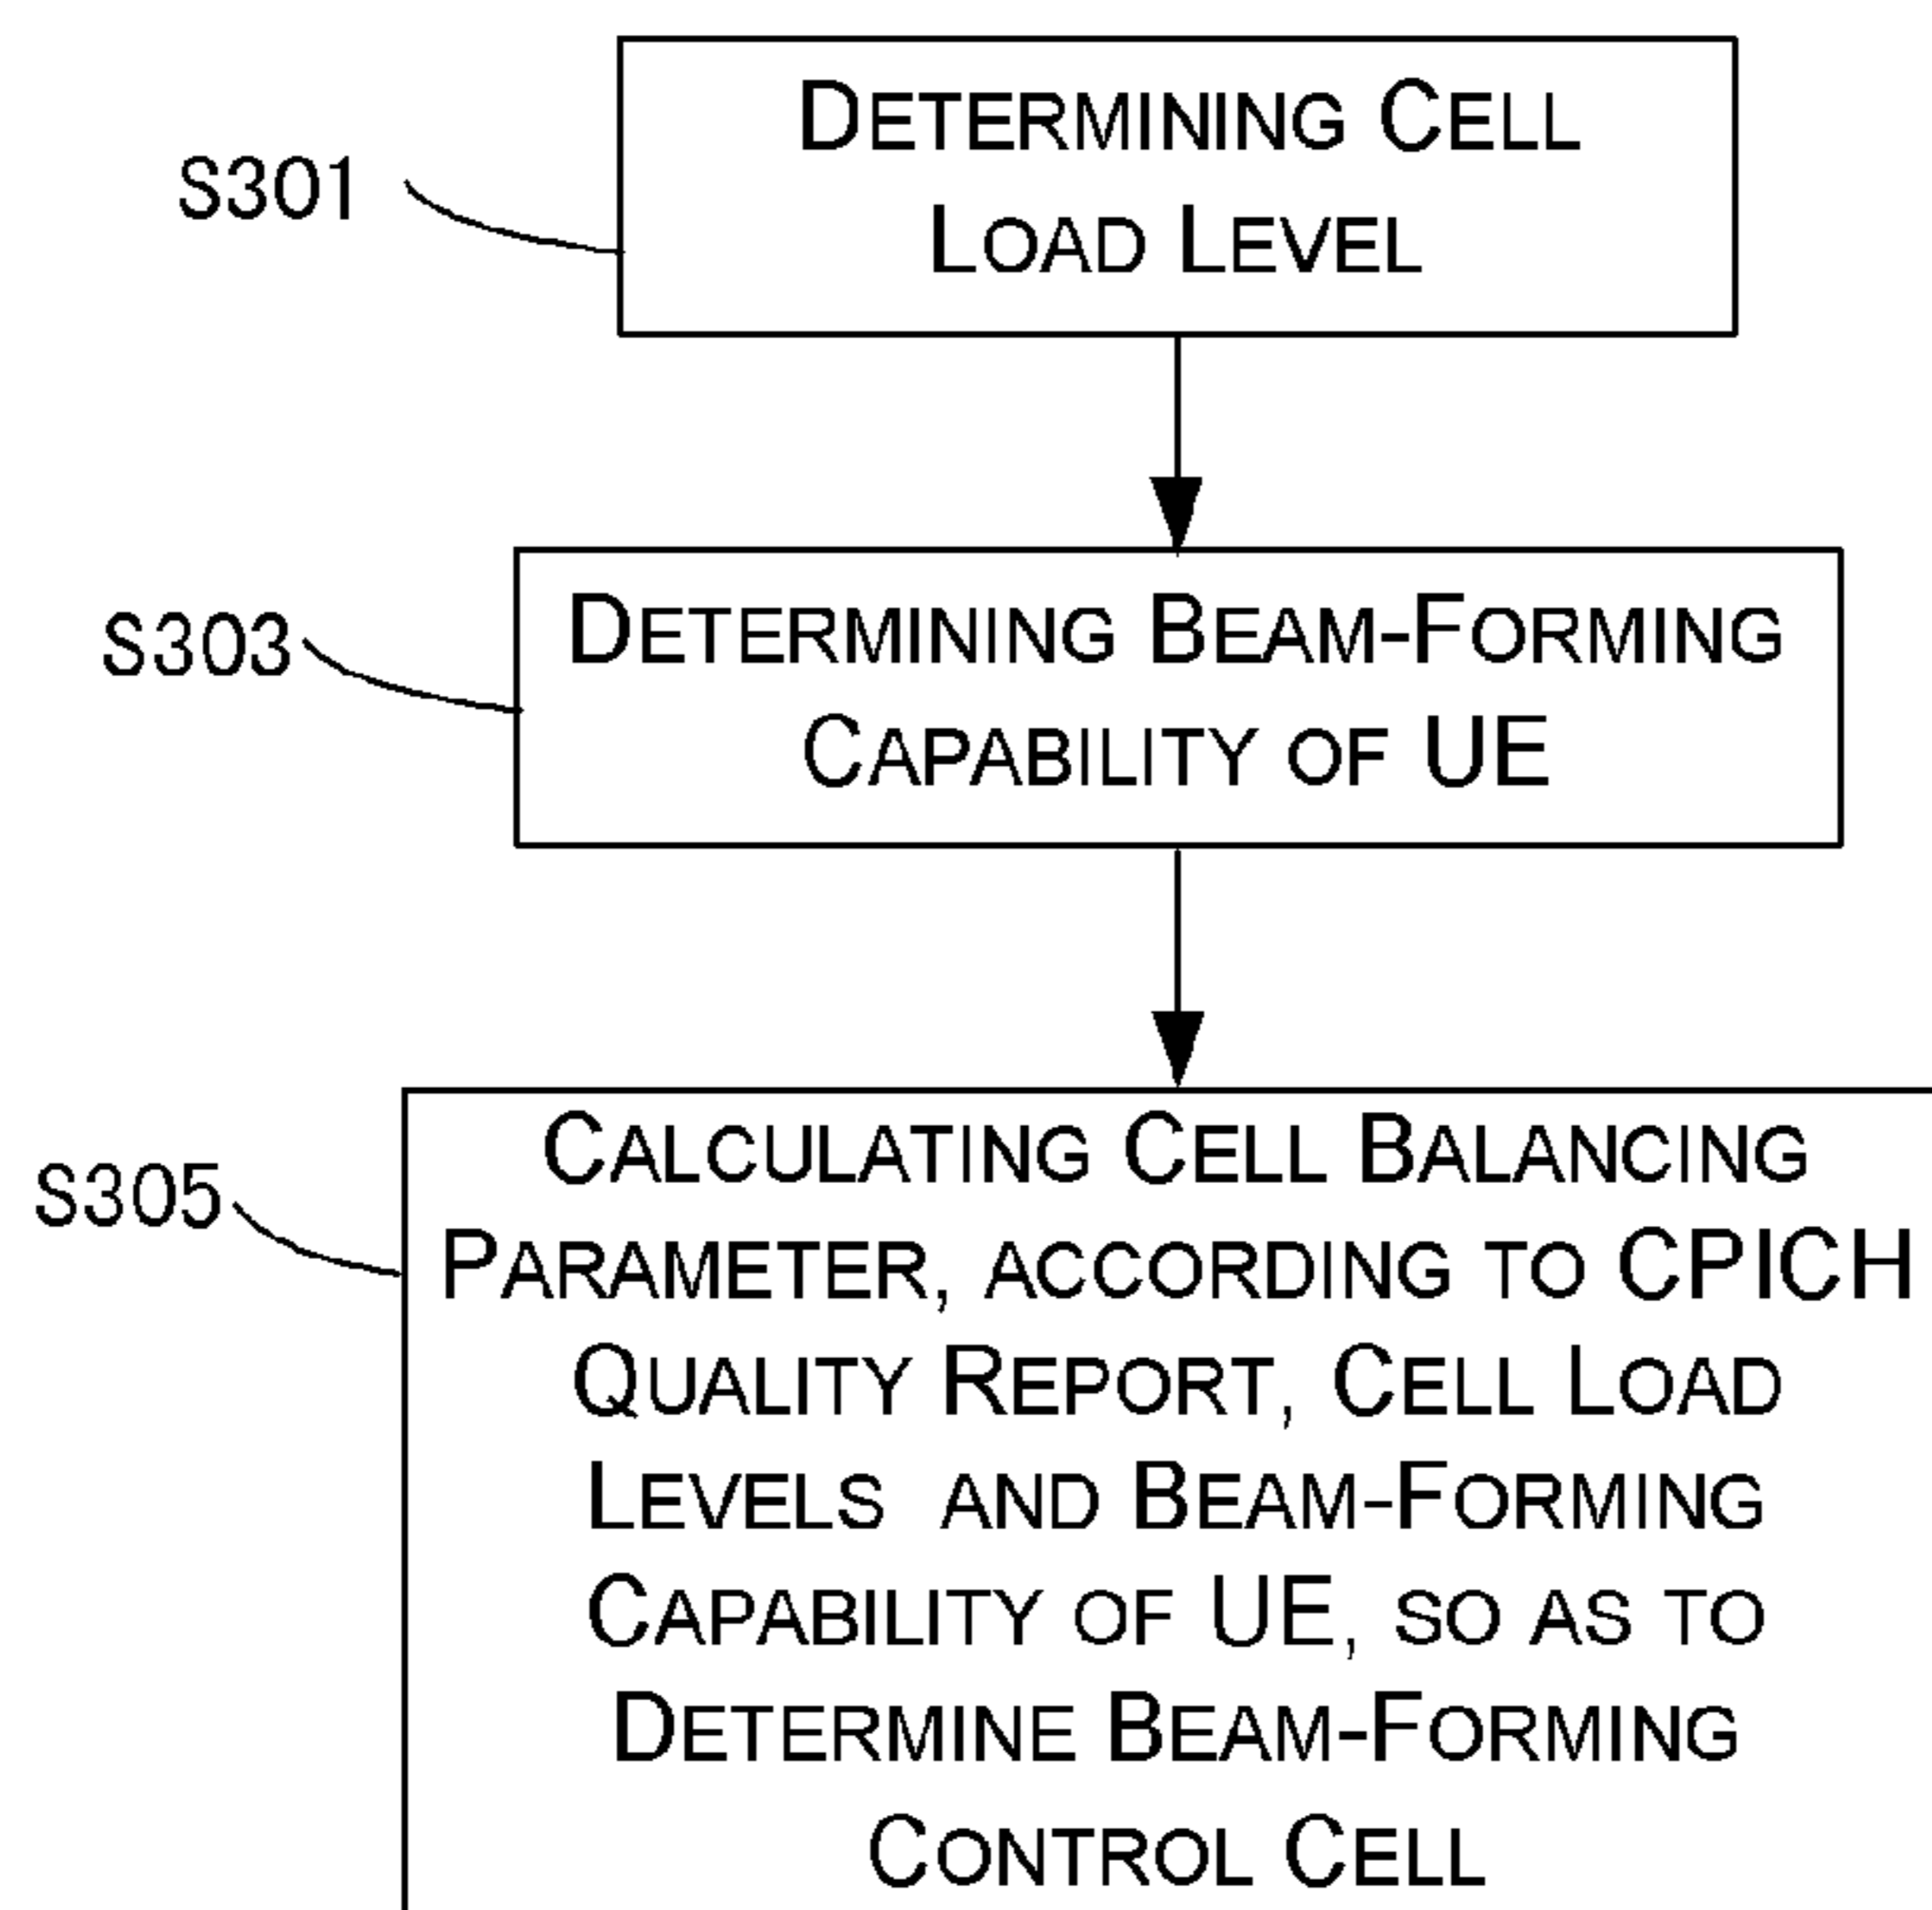 S301
DETERMINING CELL
LOAD LEVEL
S303
DETERMINING BEAM-FORMING
CAPABILITY OF UE
S305
CALCULATING CELL BALANCING
PARAMETER, ACCORDING TO CPICH
QUALITY REPORT, CELL LOAD
LEVELS AND BEAM-FORMING
CAPABILITY OF UE, SO AS TO
DETERMINE BEAM-FORMING
CONTROL CELL